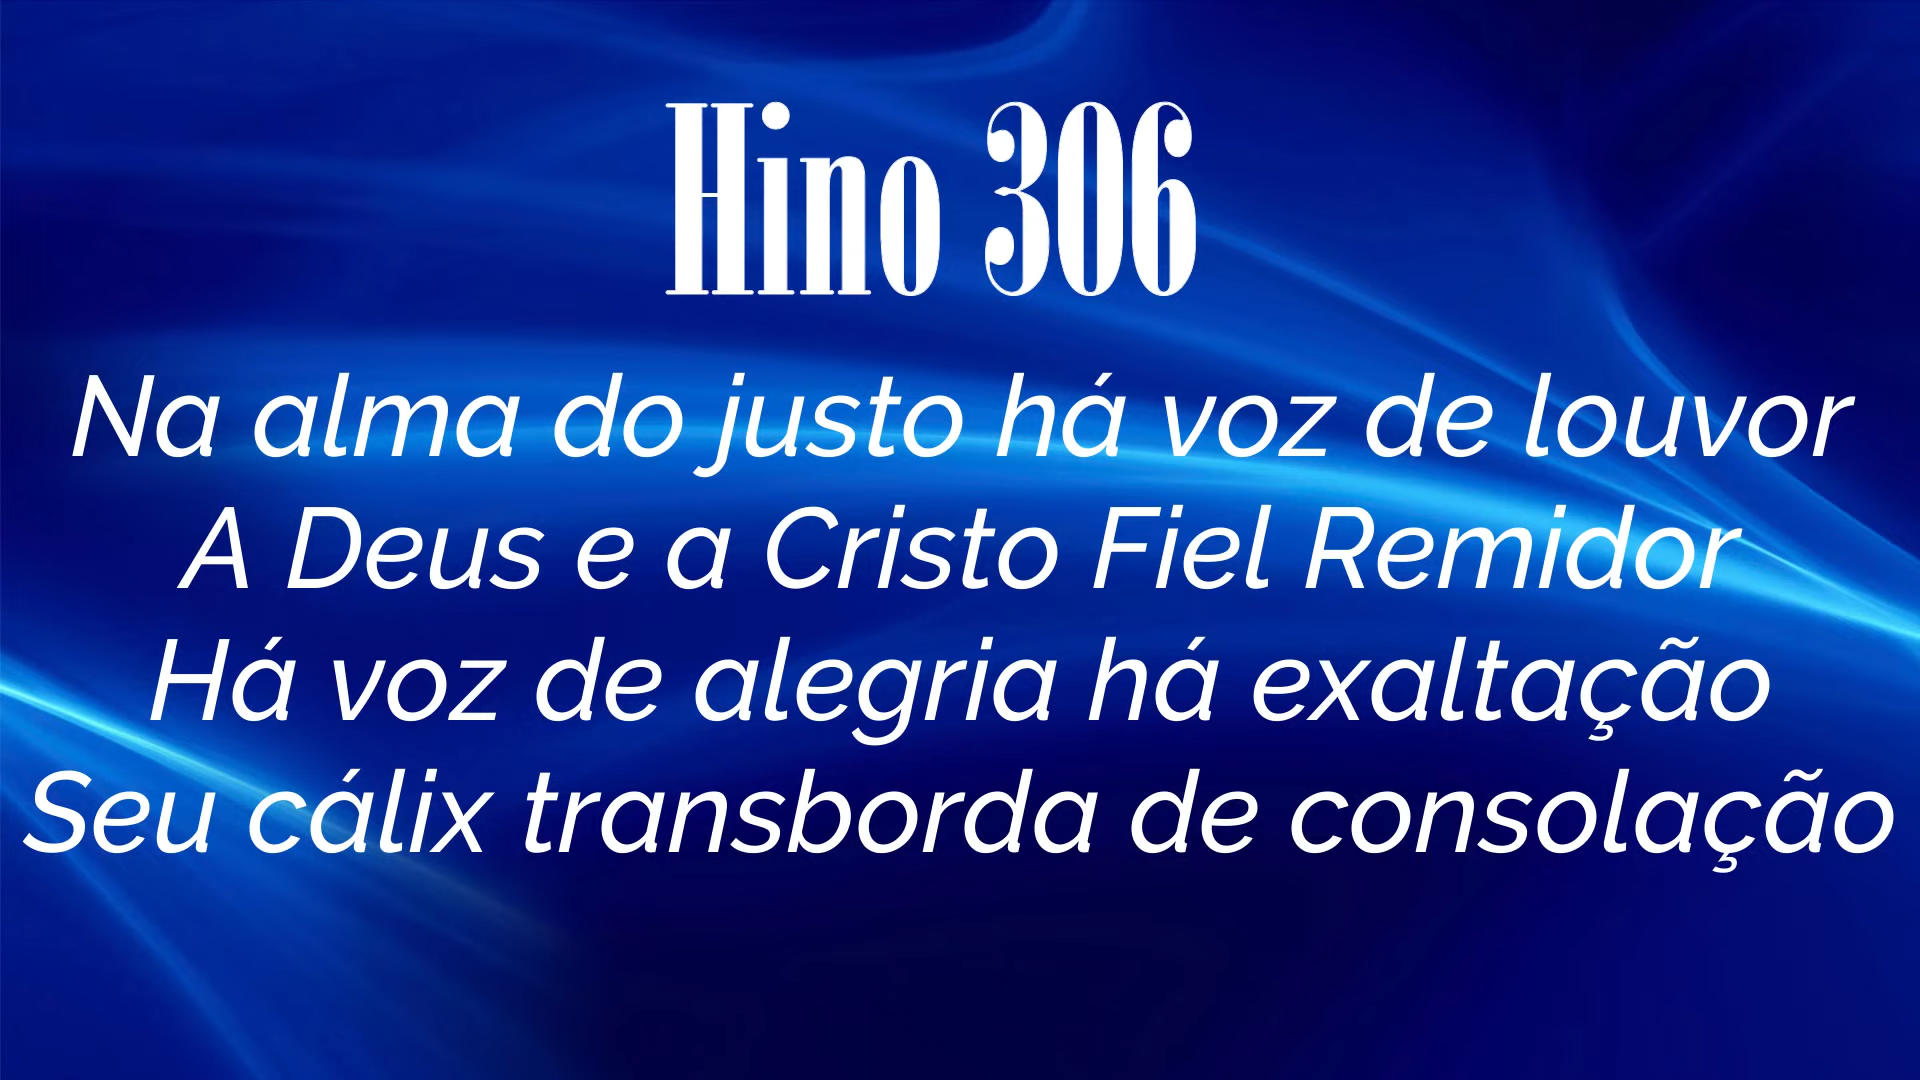 Hino 306
Na alma do justo há voz de louvor
A Deus e a Cristo Fiel Remidor
Há voz de alegria há exaltação
Seu cálix transborda de consolação